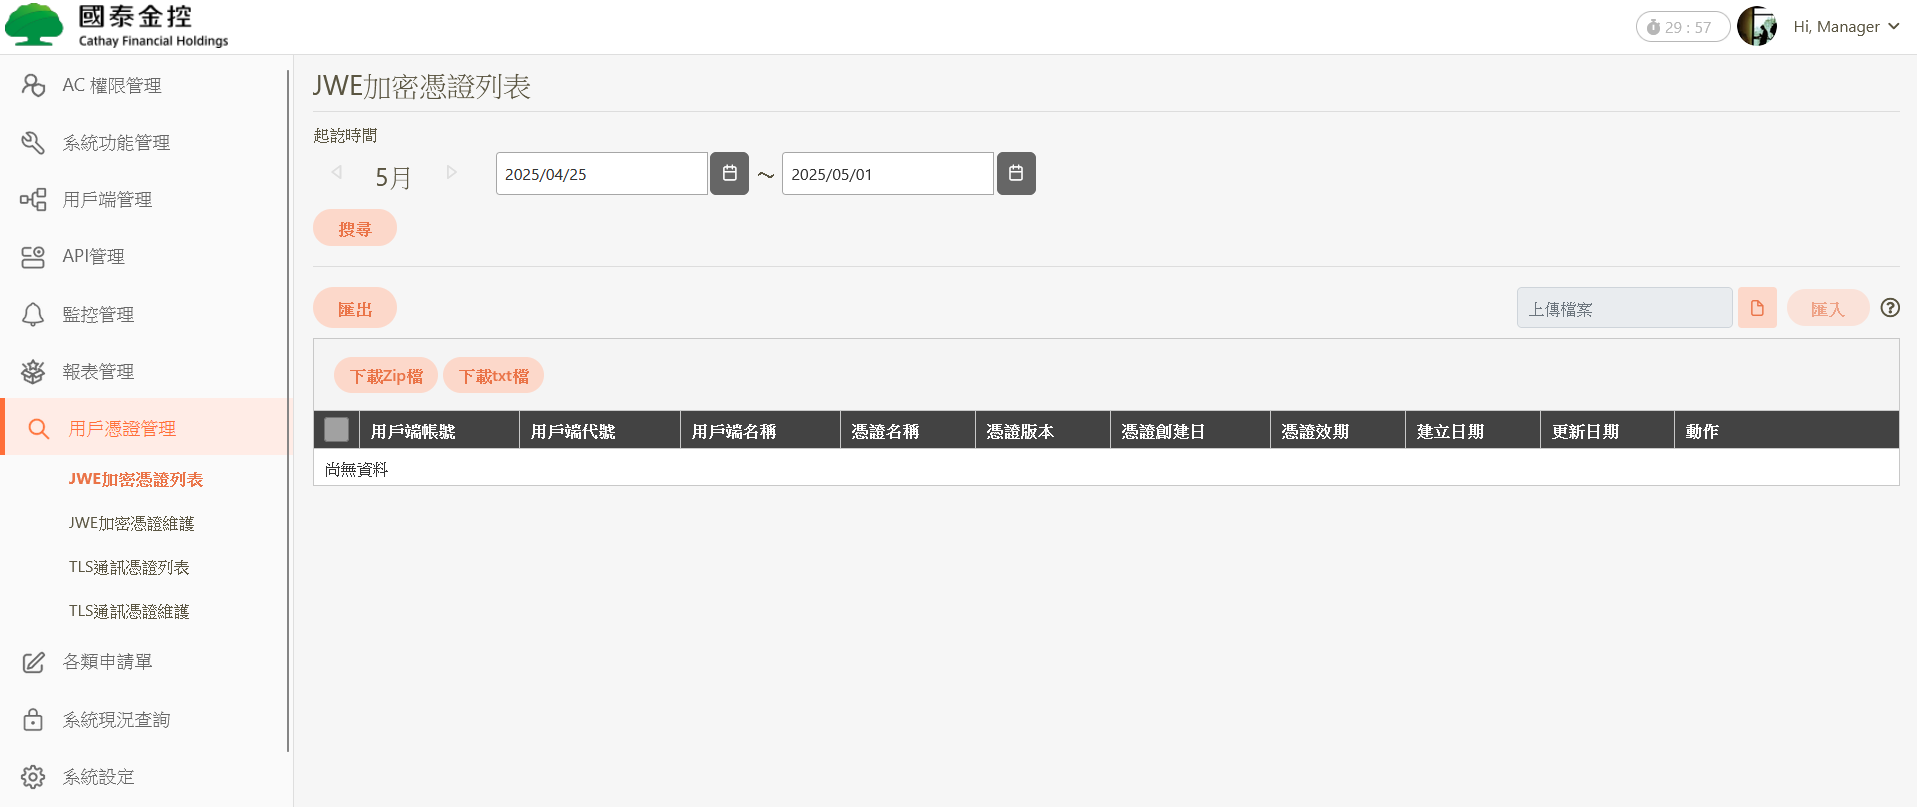 國泰金控
Cathay Financial Holdings
29 : 57
Hi, Manager
AC 權限管理
系統功能管理
用戶端管理
API管理
監控管理
報表管理
用戶憑證管理
JWE加密憑證列表
JWE加密憑證維護
TLS通訊憑證列表
TLS通訊憑證維護
各類申請單
系統現況查詢
系統設定
JWE加密憑證列表
起訖時間
5月
2025/04/25
～
2025/05/01
搜尋
匯出
上傳檔案
匯入
下載Zip檔
下載txt檔
用戶端帳號
用戶端代號
用戶端名稱
憑證名稱
憑證版本
憑證創建日
憑證效期
建立日期
更新日期
動作
尚無資料